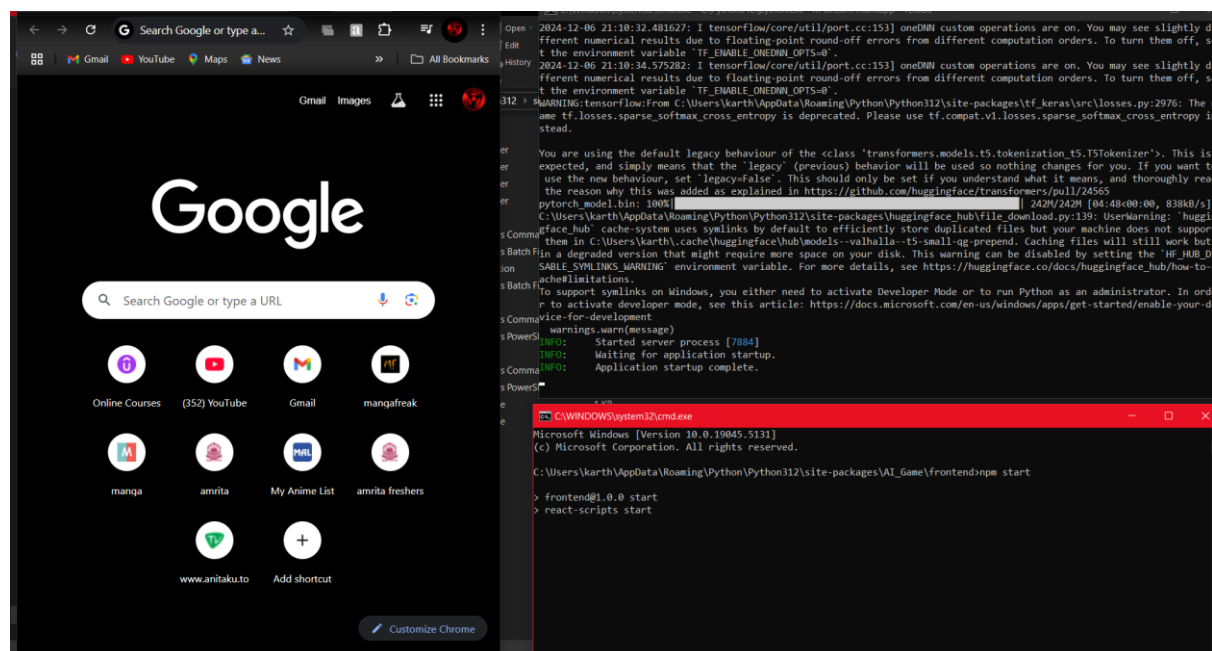 G Search Google or type a...
Gmail YouTube Maps News » All Bookmarks
Gmail Images
Google
Search Google or type a URL
Online Courses (352) YouTube Gmail mangafreak
manga amrita My Anime List amrita freshers
www.anitaku.to Add shortcut
Customize Chrome
Open
Edit
History
312 >
er
er
er
er
s Comma
s Batch F
ion
s Batch F
s Comma
s PowerS
s Comma
s PowerS
e
e
2024-12-06 21:10:32.481627: I tensorflow/core/util/port.cc:153] oneDNN custom operations are on. You may see slightly d
fferent numerical results due to floating-point round-off errors from different computation orders. To turn them off, s
t the environment variable `TF_ENABLE_ONEDNN_OPTS=0`.
2024-12-06 21:10:34.575282: I tensorflow/core/util/port.cc:153] oneDNN custom operations are on. You may see slightly d
fferent numerical results due to floating-point round-off errors from different computation orders. To turn them off, s
t the environment variable `TF_ENABLE_ONEDNN_OPTS=0`.
WARNING:tensorflow:From C:\Users\karth\AppData\Roaming\Python\Python312\site-packages\tf_keras\src\losses.py:2976: The
ame tf.losses.sparse_softmax_cross_entropy is deprecated. Please use tf.compat.v1.losses.sparse_softmax_cross_entropy i
stead.
You are using the default legacy behaviour of the <class 'transformers.models.t5.tokenization_t5.T5Tokenizer'>. This is
expected, and simply means that the `legacy` (previous) behavior will be used so nothing changes for you. If you want t
use the new behaviour, set `legacy=False`. This should only be set if you understand what it means, and thoroughly rea
the reason why this was added as explained in https://github.com/huggingface/transformers/pull/24565
pytorch_model.bin: 100%| | 242M/242M [04:48<00:00, 838kB/s]
C:\Users\karth\AppData\Roaming\Python\Python312\site-packages\huggingface_hub\file_download.py:139: UserWarning: `huggin
gface_hub` cache-system uses symlinks by default to efficiently store duplicated files but your machine does not suppor
them in C:\Users\karth\.cache\huggingface\hub\models--valhalla--t5-small-qg-prepend. Caching files will still work but
in a degraded version that might require more space on your disk. This warning can be disabled by setting the `HF_HUB_D
SABLE_SYMLINKS_WARNING` environment variable. For more details, see https://huggingface.co/docs/huggingface_hub/how-to-
ache#limitations.
To support symlinks on Windows, you either need to activate Developer Mode or to run Python as an administrator. In ord
r to activate developer mode, see this article: https://docs.microsoft.com/en-us/windows/apps/get-started/enable-your-d
vice-for-development
warnings.warn(message)
INFO: Started server process [7884]
INFO: Waiting for application startup.
INFO: Application startup complete.
C:\WINDOWS\system32\cmd.exe
Microsoft Windows [Version 10.0.19045.5131]
(c) Microsoft Corporation. All rights reserved.
C:\Users\karth\AppData\Roaming\Python\Python312\site-packages\AI_Game\frontend>npm start
> frontend@1.0.0 start
> react-scripts start